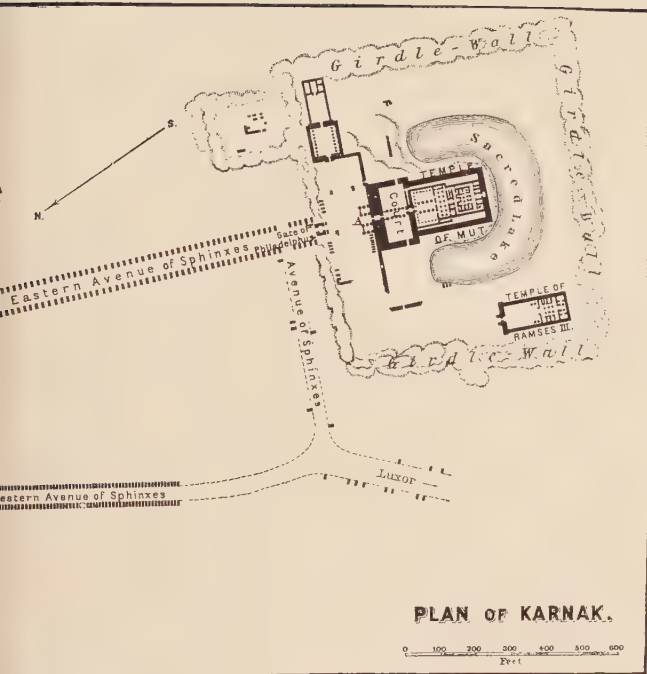 Girdle-Wall
Girdle-Wall
S.
N.
F
Sacred Lake
TEMPLE
OF MUT
Court
A
Gate of
Philadelphus
Eastern Avenue of Sphinxes
Avenue of Sphinxes
TEMPLE OF
RAMSES III.
Girdle-Wall
Luxor
estern Avenue of Sphinxes
PLAN OF KARNAK.
0 100 200 300 400 500 600
Feet